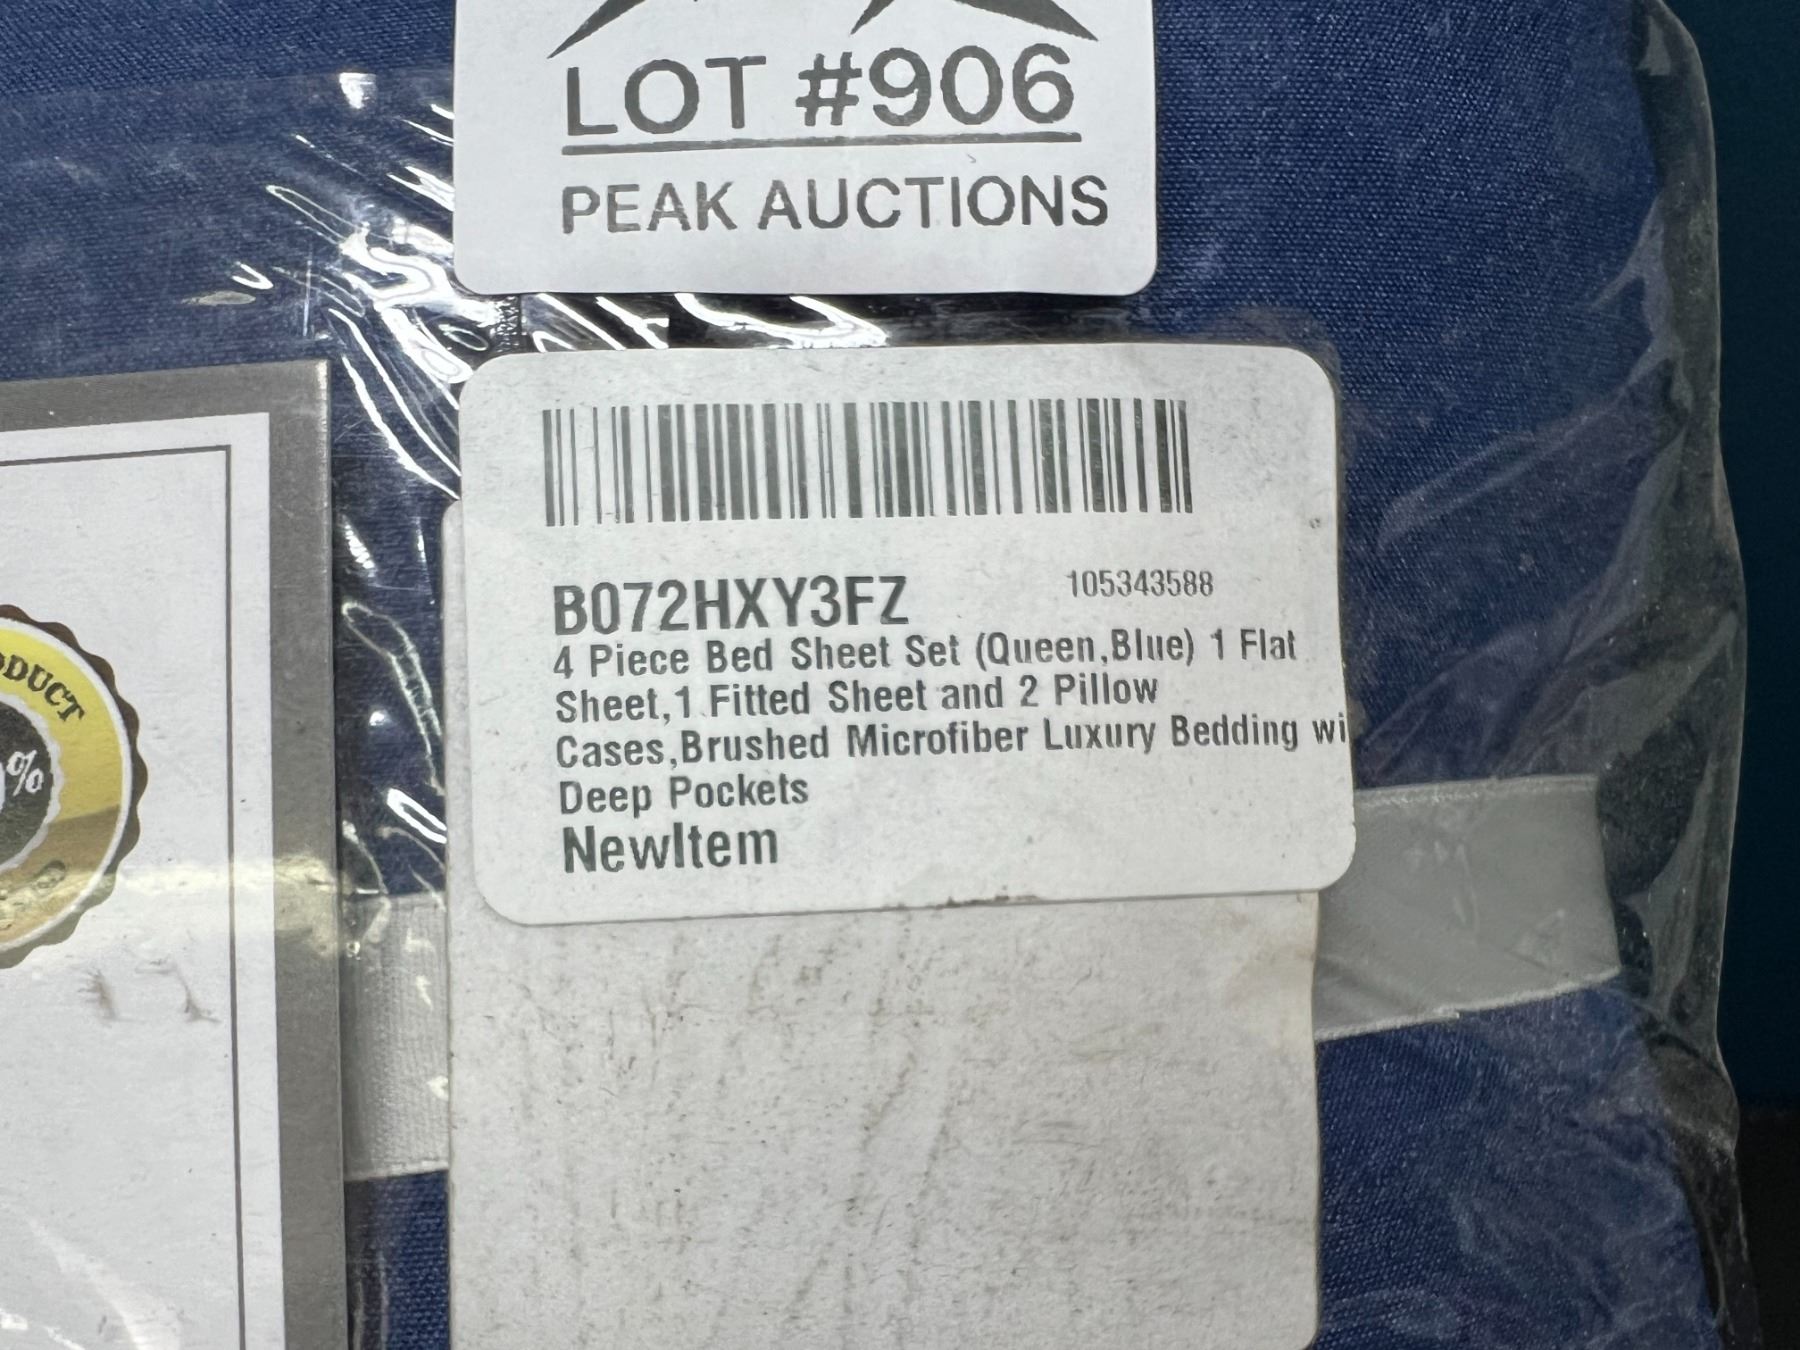 LOT #906
PEAK AUCTIONS
B072HXY3FZ
105343588
4 Piece Bed Sheet Set (Queen,Blue) 1 Flat
Sheet,1 Fitted Sheet and 2 Pillow
Cases,Brushed Microfiber Luxury Bedding wi
Deep Pockets
NewItem
%